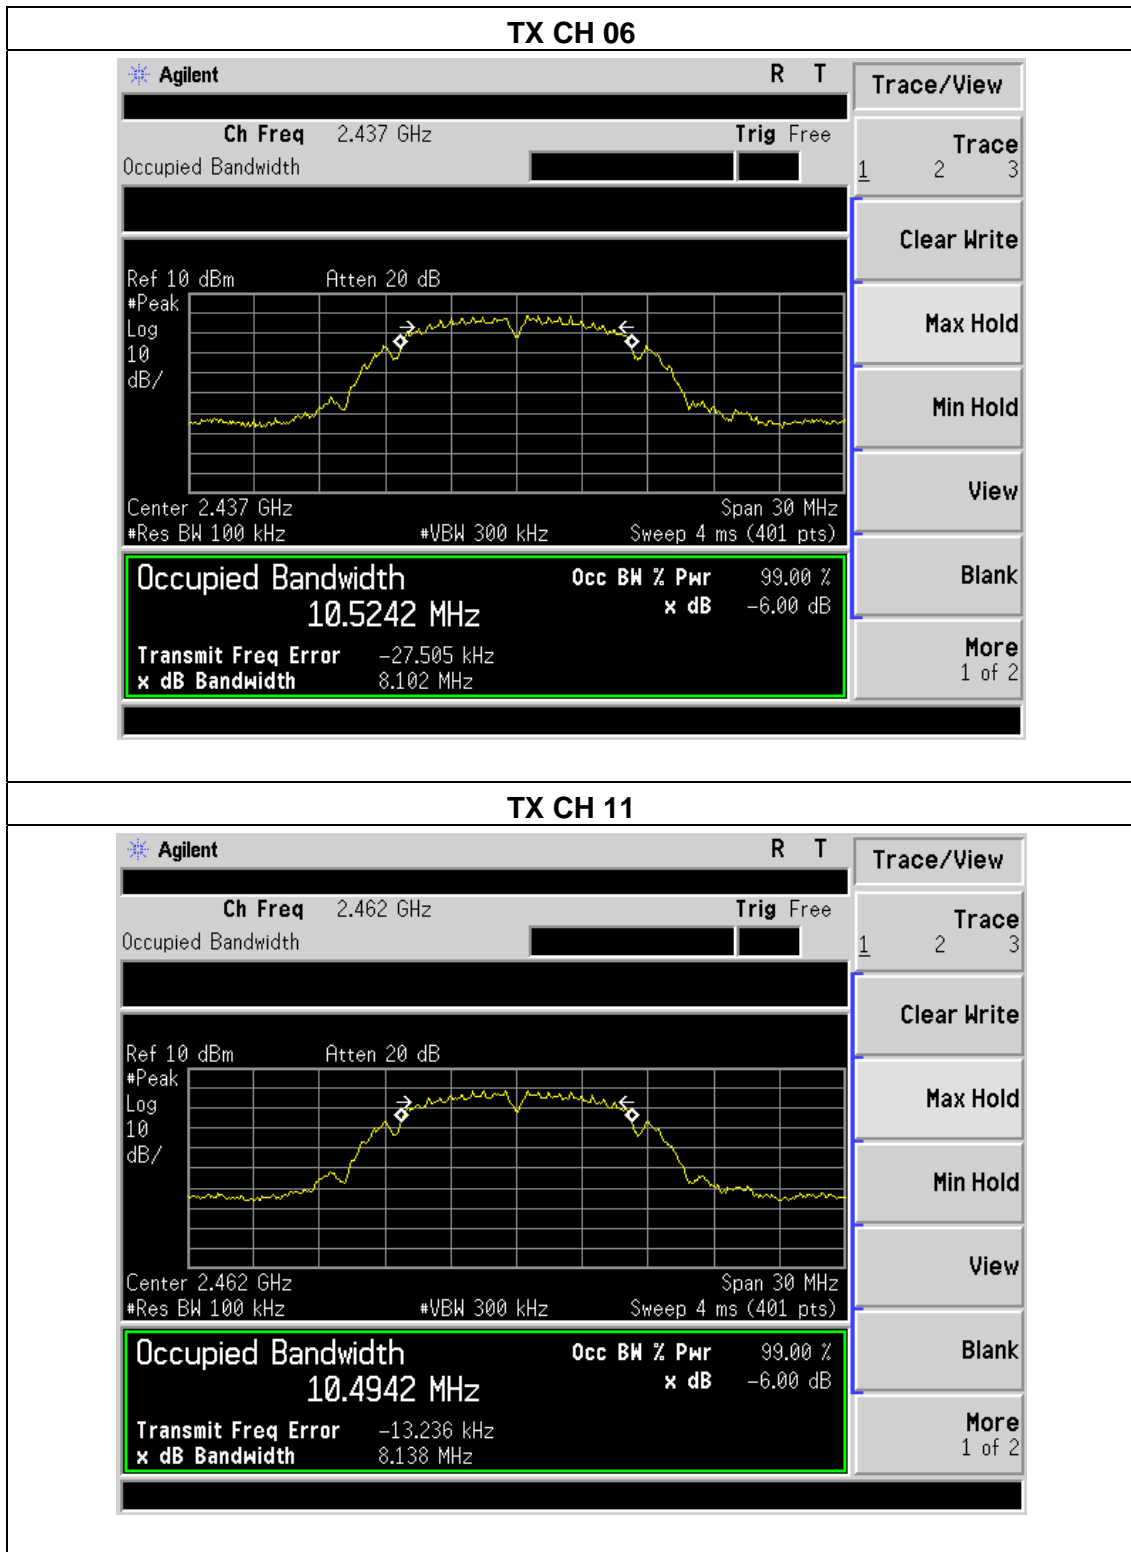 TX CH 06
Agilent R T Trace/View
Ch Freq 2.437 GHz Trig Free
Occupied Bandwidth
Trace
1 2 3
Clear Write
Max Hold
Min Hold
View
Blank
More
1 of 2
Ref 10 dBm Atten 20 dB
#Peak
Log
10
dB/
Center 2.437 GHz Span 30 MHz
#Res BW 100 kHz #VBW 300 kHz Sweep 4 ms (401 pts)
Occupied Bandwidth Occ BW % Pwr 99.00 %
10.5242 MHz x dB -6.00 dB
Transmit Freq Error -27.505 kHz
x dB Bandwidth 8.102 MHz
TX CH 11
Agilent R T Trace/View
Ch Freq 2.462 GHz Trig Free
Occupied Bandwidth
Trace
1 2 3
Clear Write
Max Hold
Min Hold
View
Blank
More
1 of 2
Ref 10 dBm Atten 20 dB
#Peak
Log
10
dB/
Center 2.462 GHz Span 30 MHz
#Res BW 100 kHz #VBW 300 kHz Sweep 4 ms (401 pts)
Occupied Bandwidth Occ BW % Pwr 99.00 %
10.4942 MHz x dB -6.00 dB
Transmit Freq Error -13.236 kHz
x dB Bandwidth 8.138 MHz